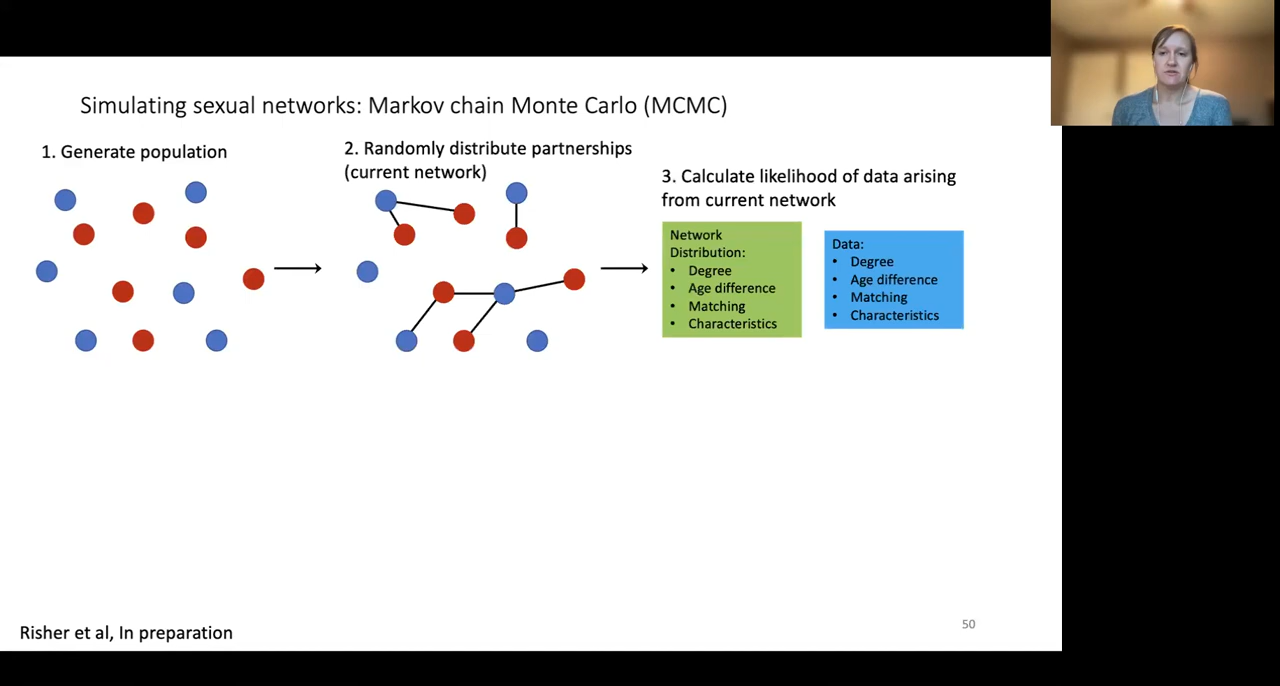 Simulating sexual networks: Markov chain Monte Carlo (MCMC)
1. Generate population
2. Randomly distribute partnerships
(current network)
3. Calculate likelihood of data arising
from current network
Network
Distribution:
• Degree
• Age difference
• Matching
• Characteristics
Data:
• Degree
• Age difference
• Matching
• Characteristics
Risher et al, In preparation
50